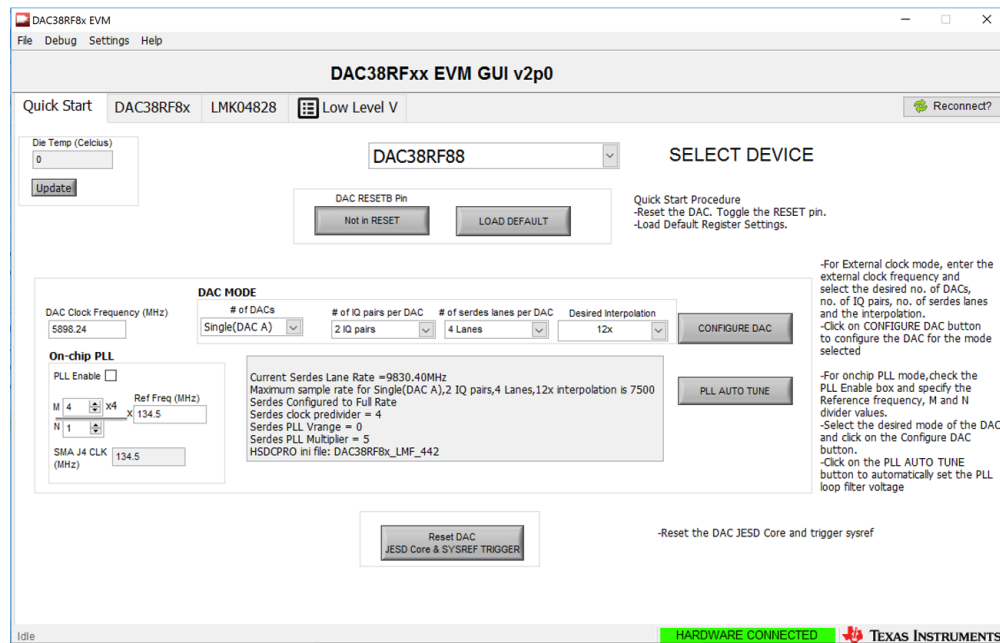 DAC38RF8x EVM
File Debug Settings Help
DAC38RFxx EVM GUI v2p0
Quick Start DAC38RF8x LMK04828 Low Level V
Reconnect?
Die Temp (Celcius)
0
Update
DAC38RF88
SELECT DEVICE
DAC RESETB Pin
Not in RESET
LOAD DEFAULT
Quick Start Procedure
-Reset the DAC. Toggle the RESET pin.
-Load Default Register Settings.
DAC Clock Frequency (MHz)
5898.24
DAC MODE
# of DACs
Single(DAC A)
# of IQ pairs per DAC
2 IQ pairs
# of serdes lanes per DAC
4 Lanes
Desired Interpolation
12x
CONFIGURE DAC
-For External clock mode, enter the
external clock frequency and
select the desired no. of DACs,
no. of IQ pairs, no. of serdes lanes
and the interpolation.
-Click on CONFIGURE DAC button
to configure the DAC for the mode
selected
On-chip PLL
PLL Enable
M 4 x4
N 1
x
Ref Freq (MHz)
134.5
SMA J4 CLK
(MHz)
134.5
Current Serdes Lane Rate =9830.40MHz
Maximum sample rate for Single(DAC A),2 IQ pairs,4 Lanes,12x interpolation is 7500
Serdes Configured to Full Rate
Serdes clock predivider = 4
Serdes PLL Vrange = 0
Serdes PLL Multiplier = 5
HSDCPRO ini file: DAC38RF8x_LMF_442
PLL AUTO TUNE
-For onchip PLL mode,check the
PLL Enable box and specify the
Reference frequency, M and N
divider values.
-Select the desired mode of the DAC
and click on the Configure DAC
button.
-Click on the PLL AUTO TUNE
button to automatically set the PLL
loop filter voltage
Reset DAC
JESD Core & SYSREF TRIGGER
-Reset the DAC JESD Core and trigger sysref
Idle
HARDWARE CONNECTED
TEXAS INSTRUMENTS